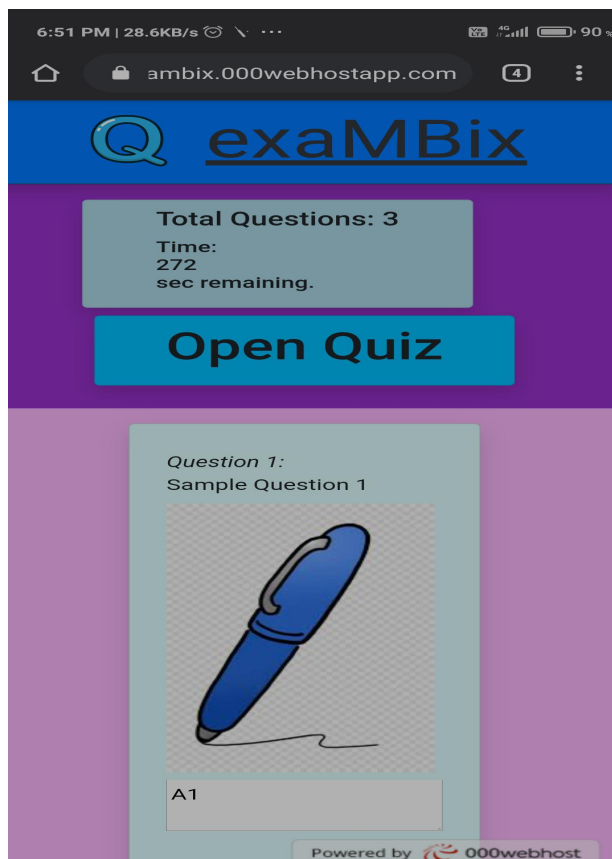 6:51 PM | 28.6KB/s ...
4G 90 %
ambix.000webhostapp.com 4
Q exaMBix
Total Questions: 3
Time:
272
sec remaining.
Open Quiz
Question 1:
Sample Question 1
A1
Powered by 000webhost